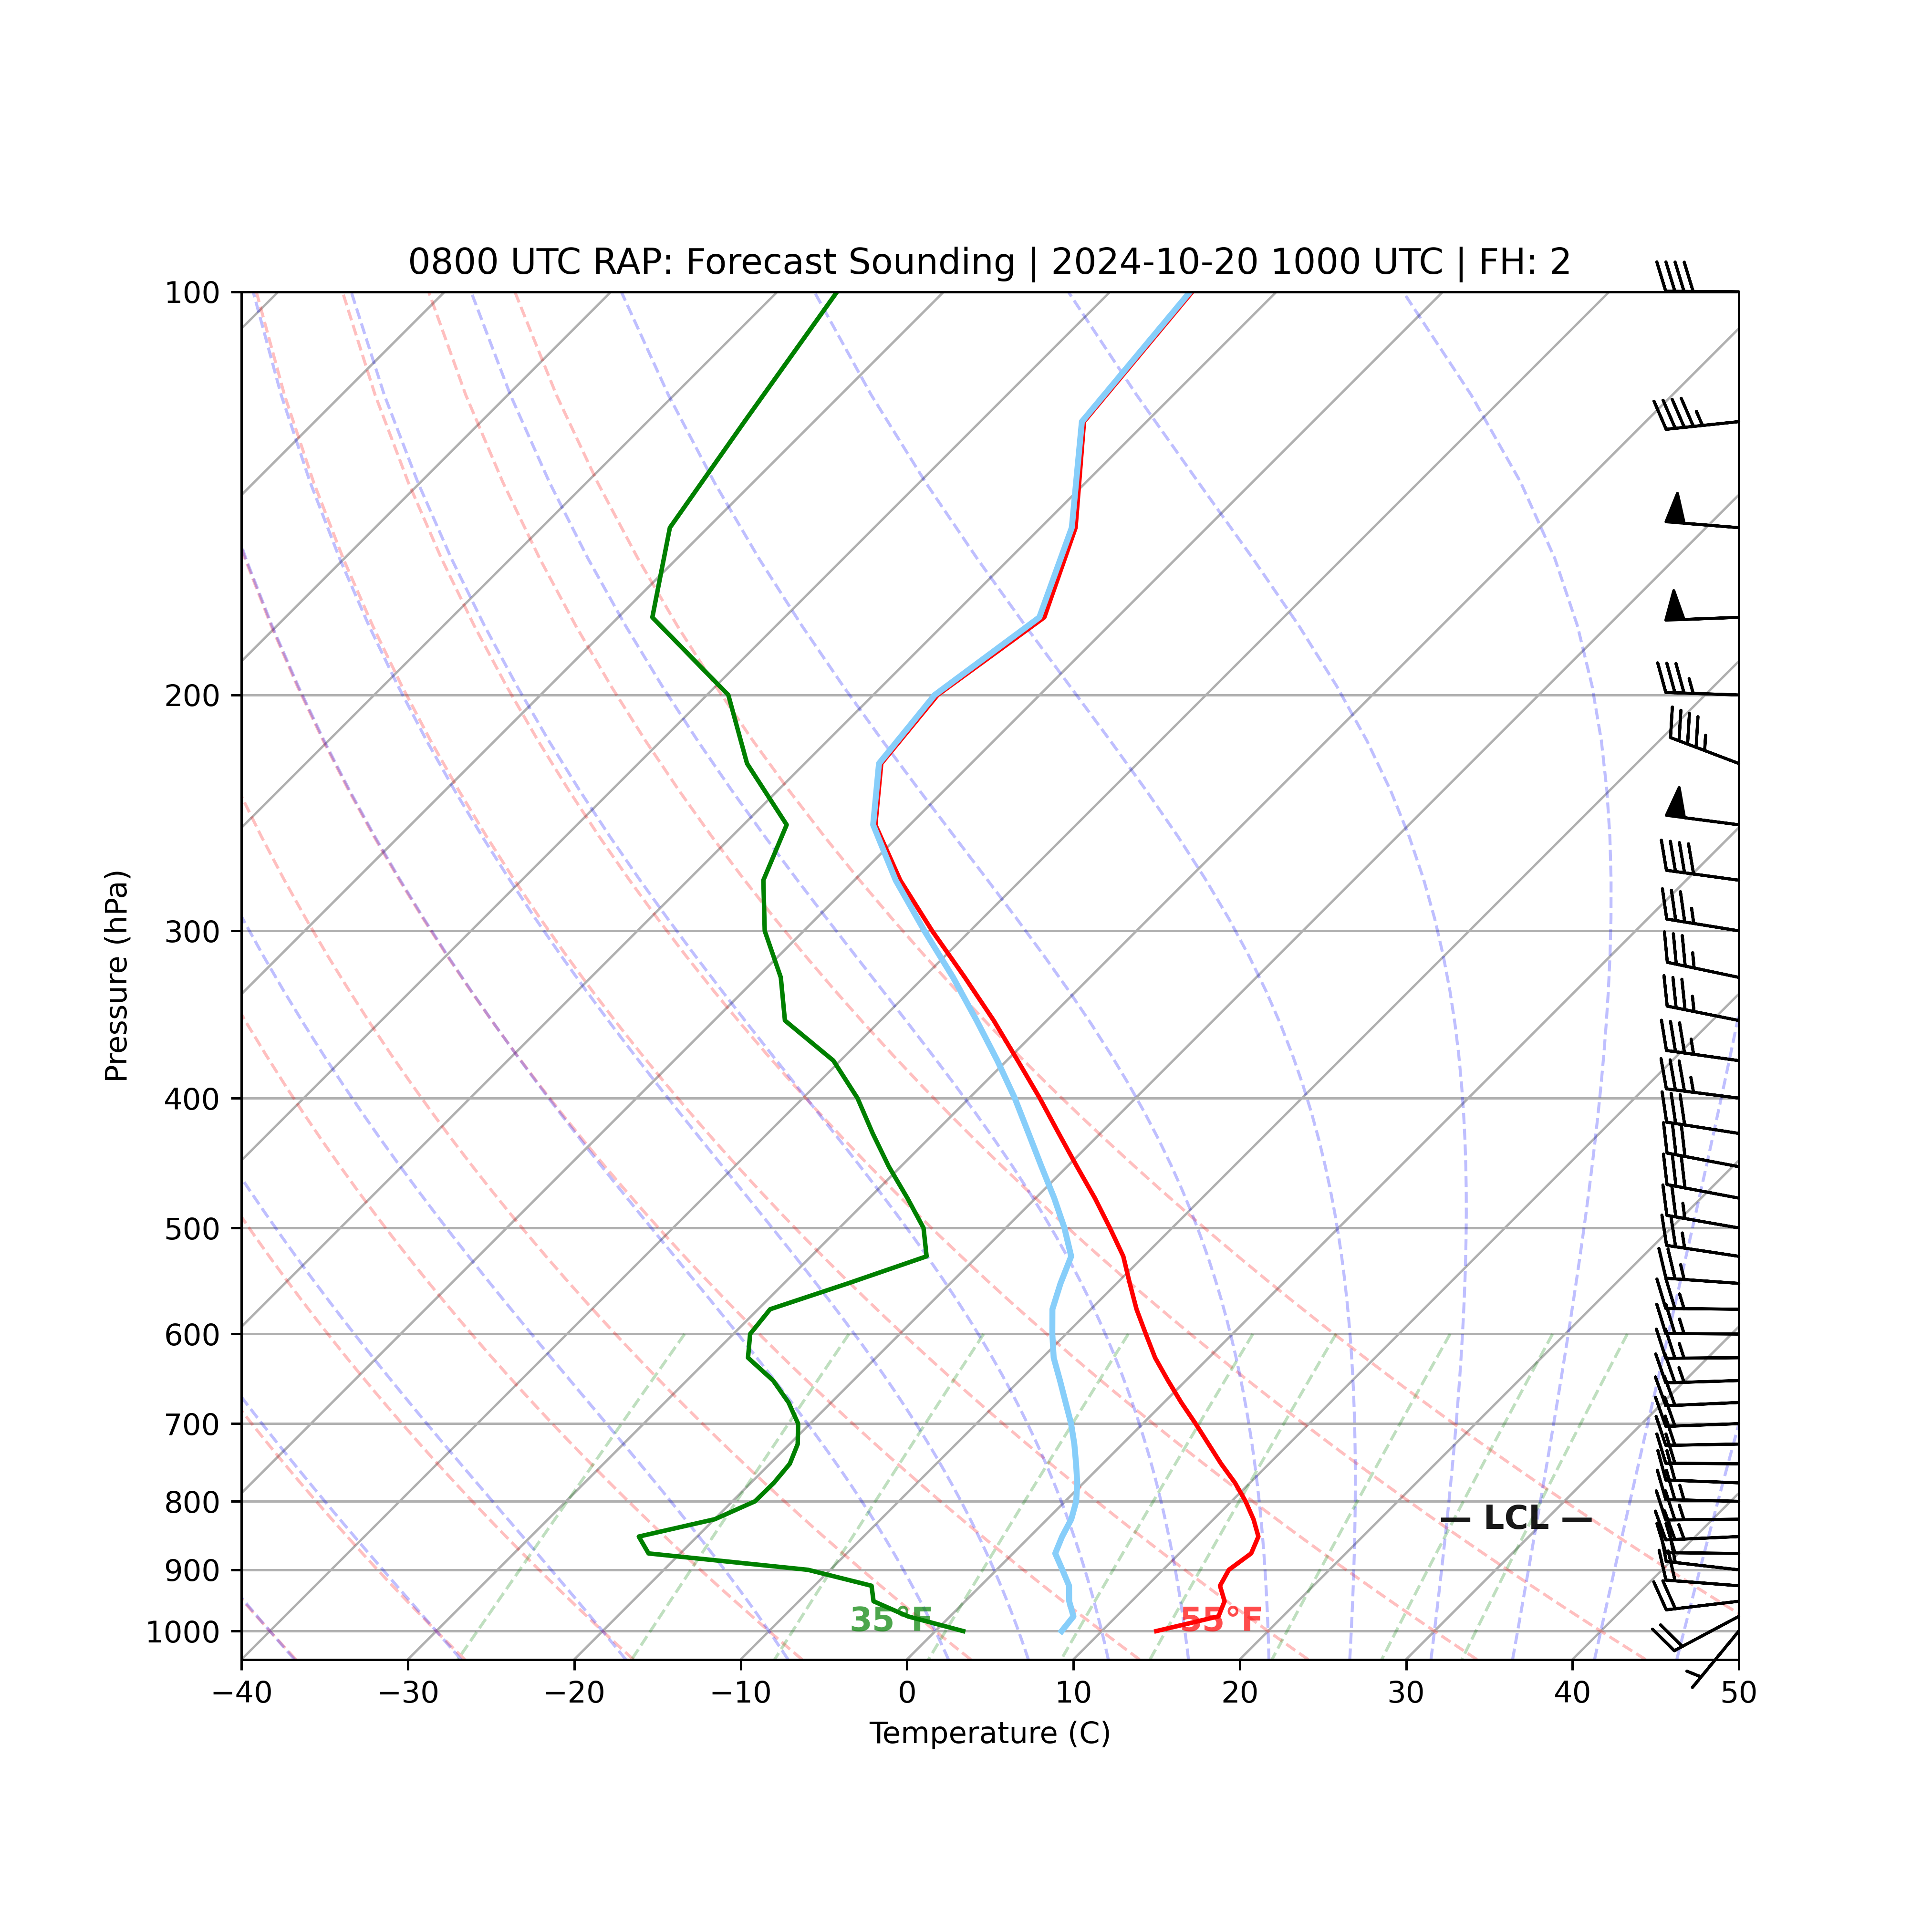 0800 UTC RAP: Forecast Sounding | 2024-10-20 1000 UTC | FH: 2
100
200
300
400
500
600
700
800
900
1000
Pressure (hPa)
— LCL —
35°F
55°F
−40 −30 −20 −10 0 10 20 30 40 50
Temperature (C)